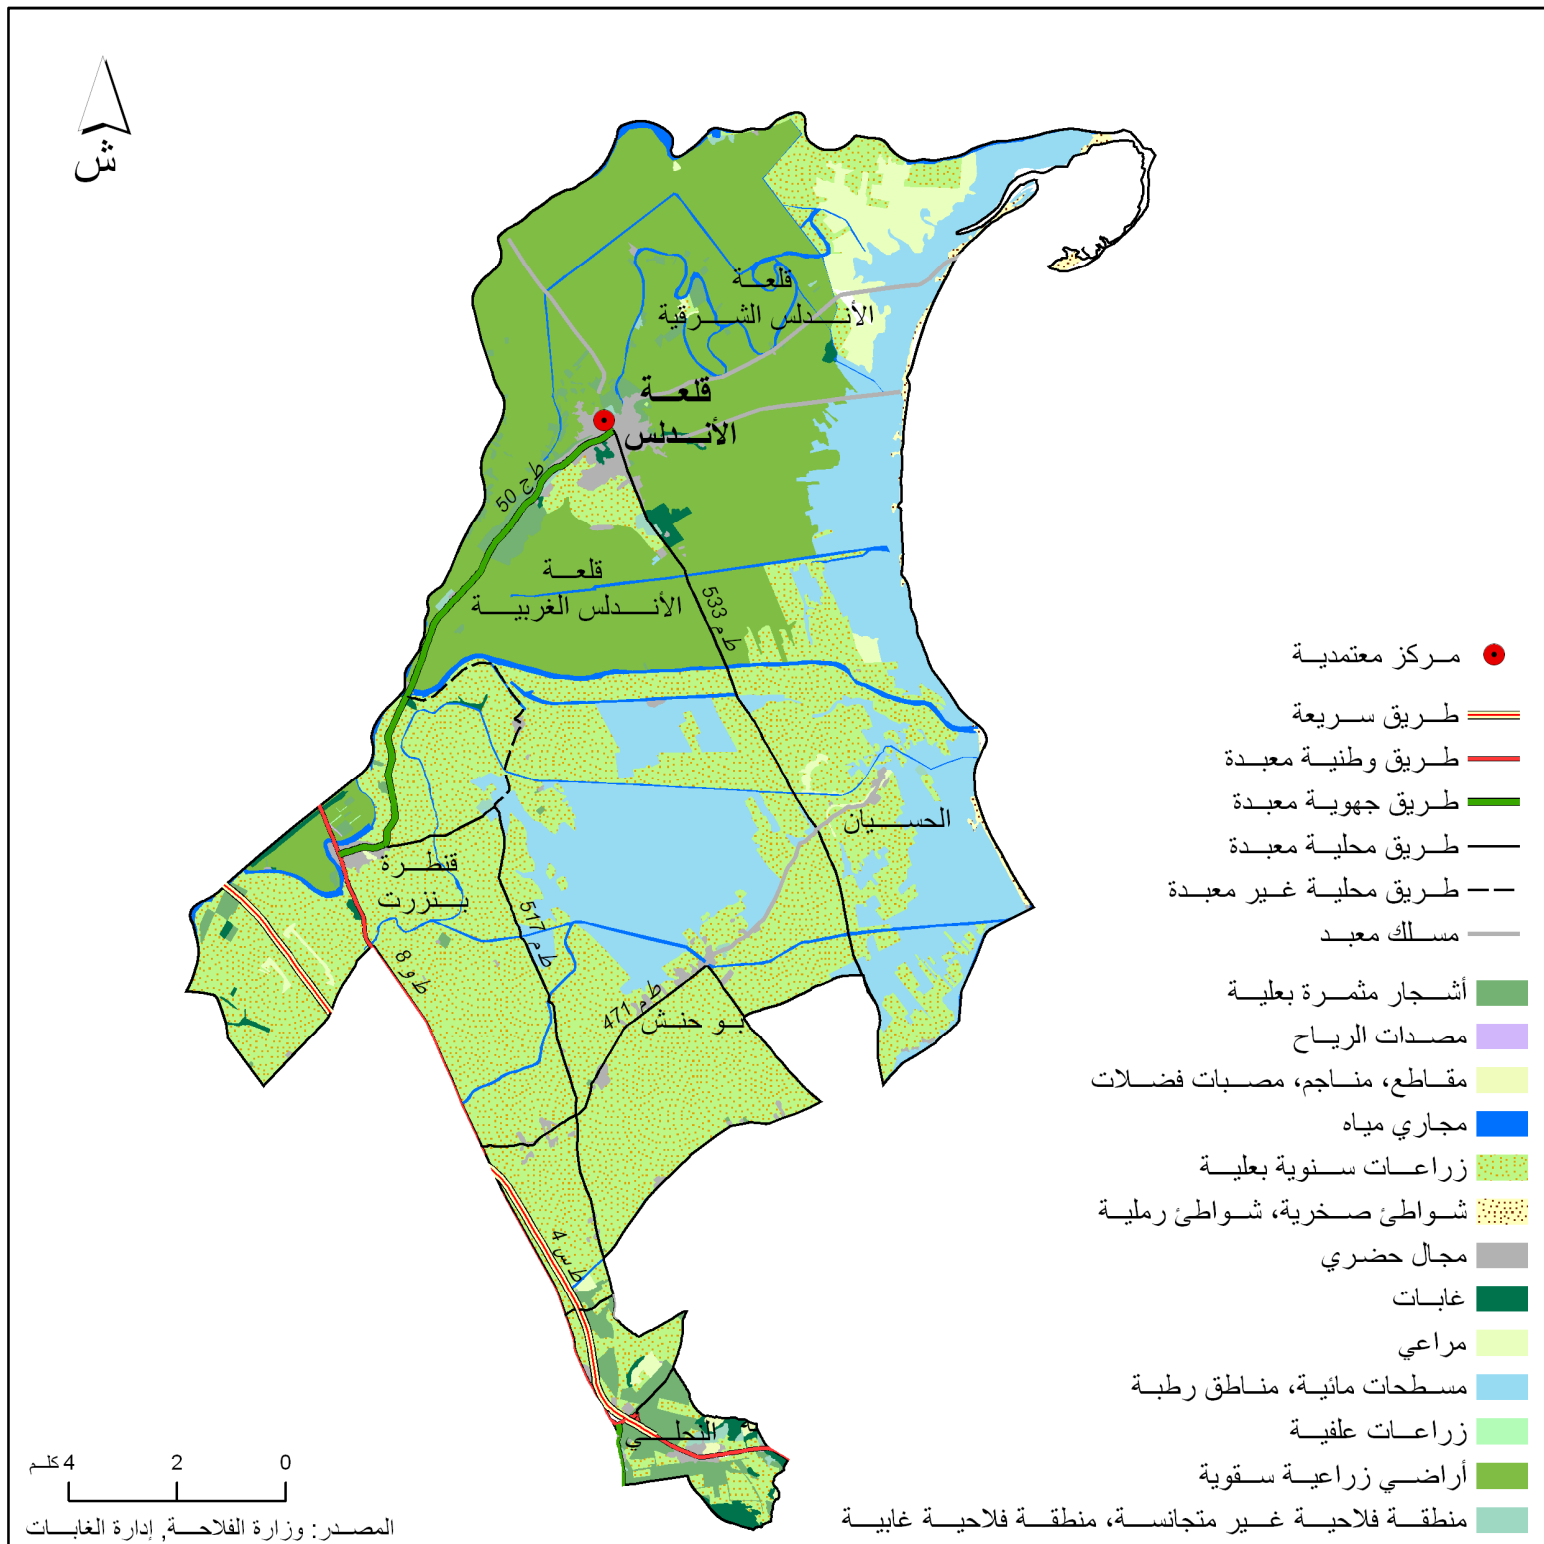 ش
قلعة
الأندلس الشرقية
قلعة
الأندلس
ط ج 50
قلعة
الأندلس الغربية
ط م 533
الحسيان
قنطرة
بنزرت
ط م 517
ط و 8
ط م 471
بو حنش
ط س 4
النحلي
مركز معتمدية
طريق سريعة
طريق وطنية معبدة
طريق جهوية معبدة
طريق محلية معبدة
طريق محلية غير معبدة
مسلك معبد
أشجار مثمرة بعلية
مصدات الرياح
مقاطع، مناجم، مصبات فضلات
مجاري مياه
زراعات سنوية بعلية
شواطئ صخرية، شواطئ رملية
مجال حضري
غابات
مراعي
مسطحات مائية، مناطق رطبة
زراعات علفية
أراضي زراعية سقوية
منطقة فلاحية غير متجانسة، منطقة فلاحية غابية
0 2 4 كلم
المصدر: وزارة الفلاحة, إدارة الغابات